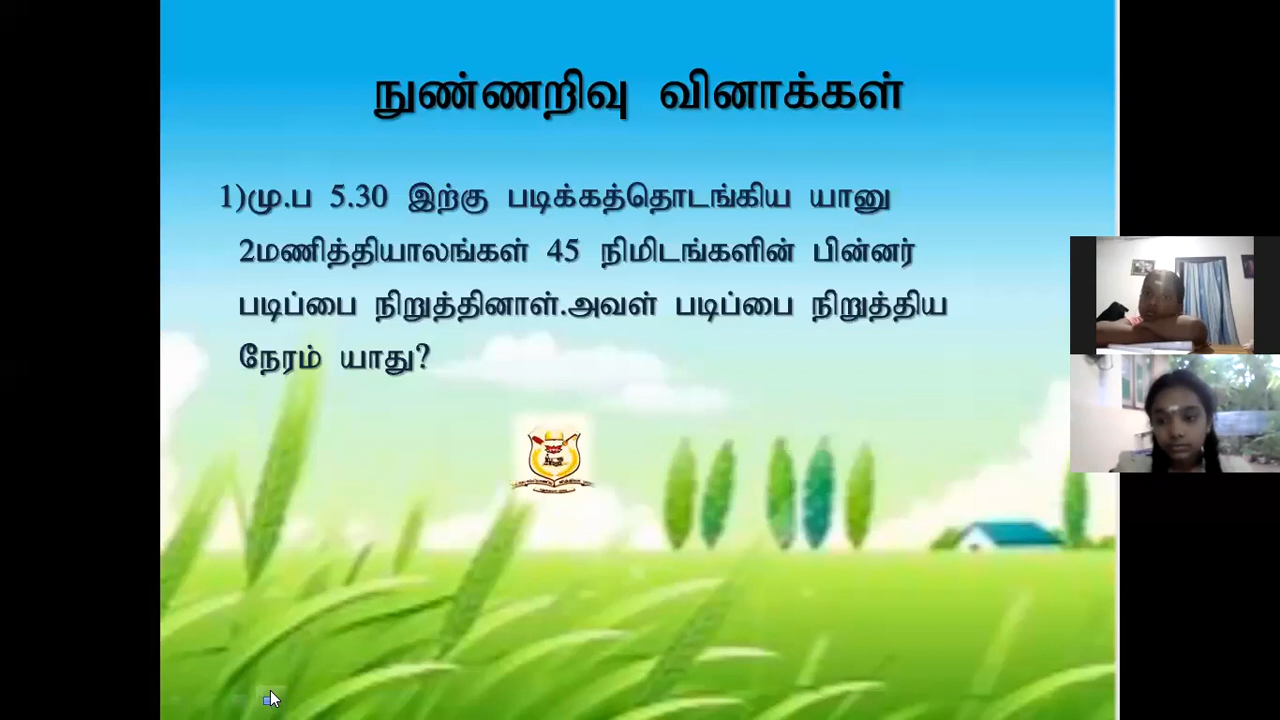 நுண்ணறிவு வினாக்கள்
1)மு.ப 5.30 இற்கு படிக்கத்தொடங்கிய யானு
2மணித்தியாலங்கள் 45 நிமிடங்களின் பின்னர்
படிப்பை நிறுத்தினாள்.அவள் படிப்பை நிறுத்திய
நேரம் யாது?